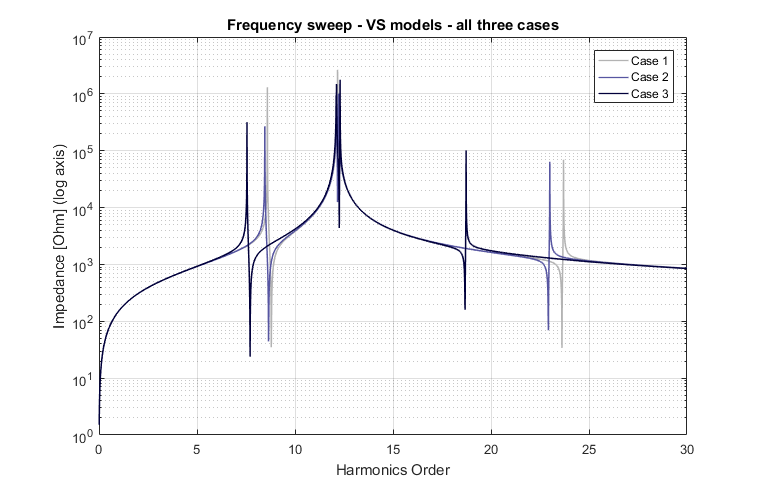 Frequency sweep - VS models - all three cases
Impedance [Ohm] (log axis)
10^7
10^6
10^5
10^4
10^3
10^2
10^1
10^0
Case 1
Case 2
Case 3
0 5 10 15 20 25 30
Harmonics Order